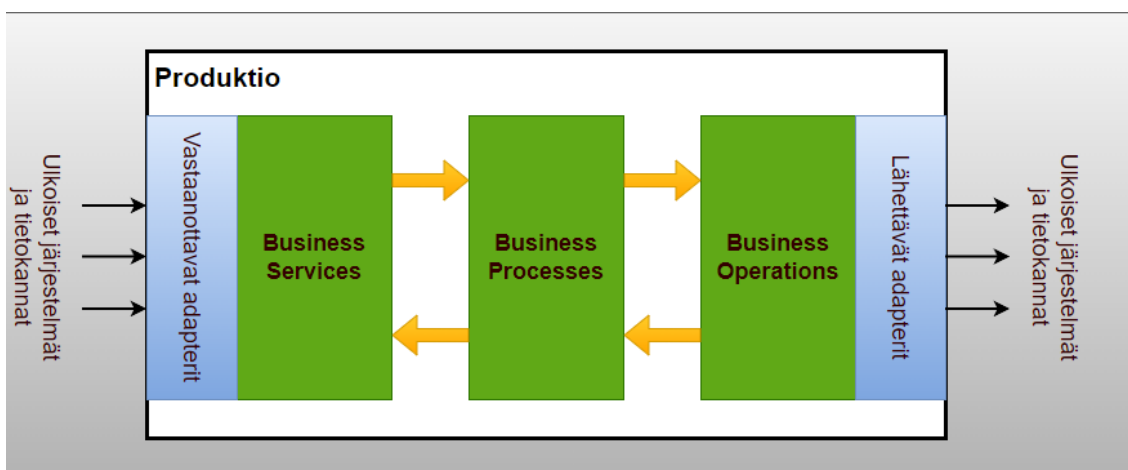 Produktio
Ulkoiset järjestelmät
ja tietokannat
Vastaanottavat adapterit
Business
Services
Business
Processes
Business
Operations
Lähettävät adapterit
Ulkoiset järjestelmät
ja tietokannat